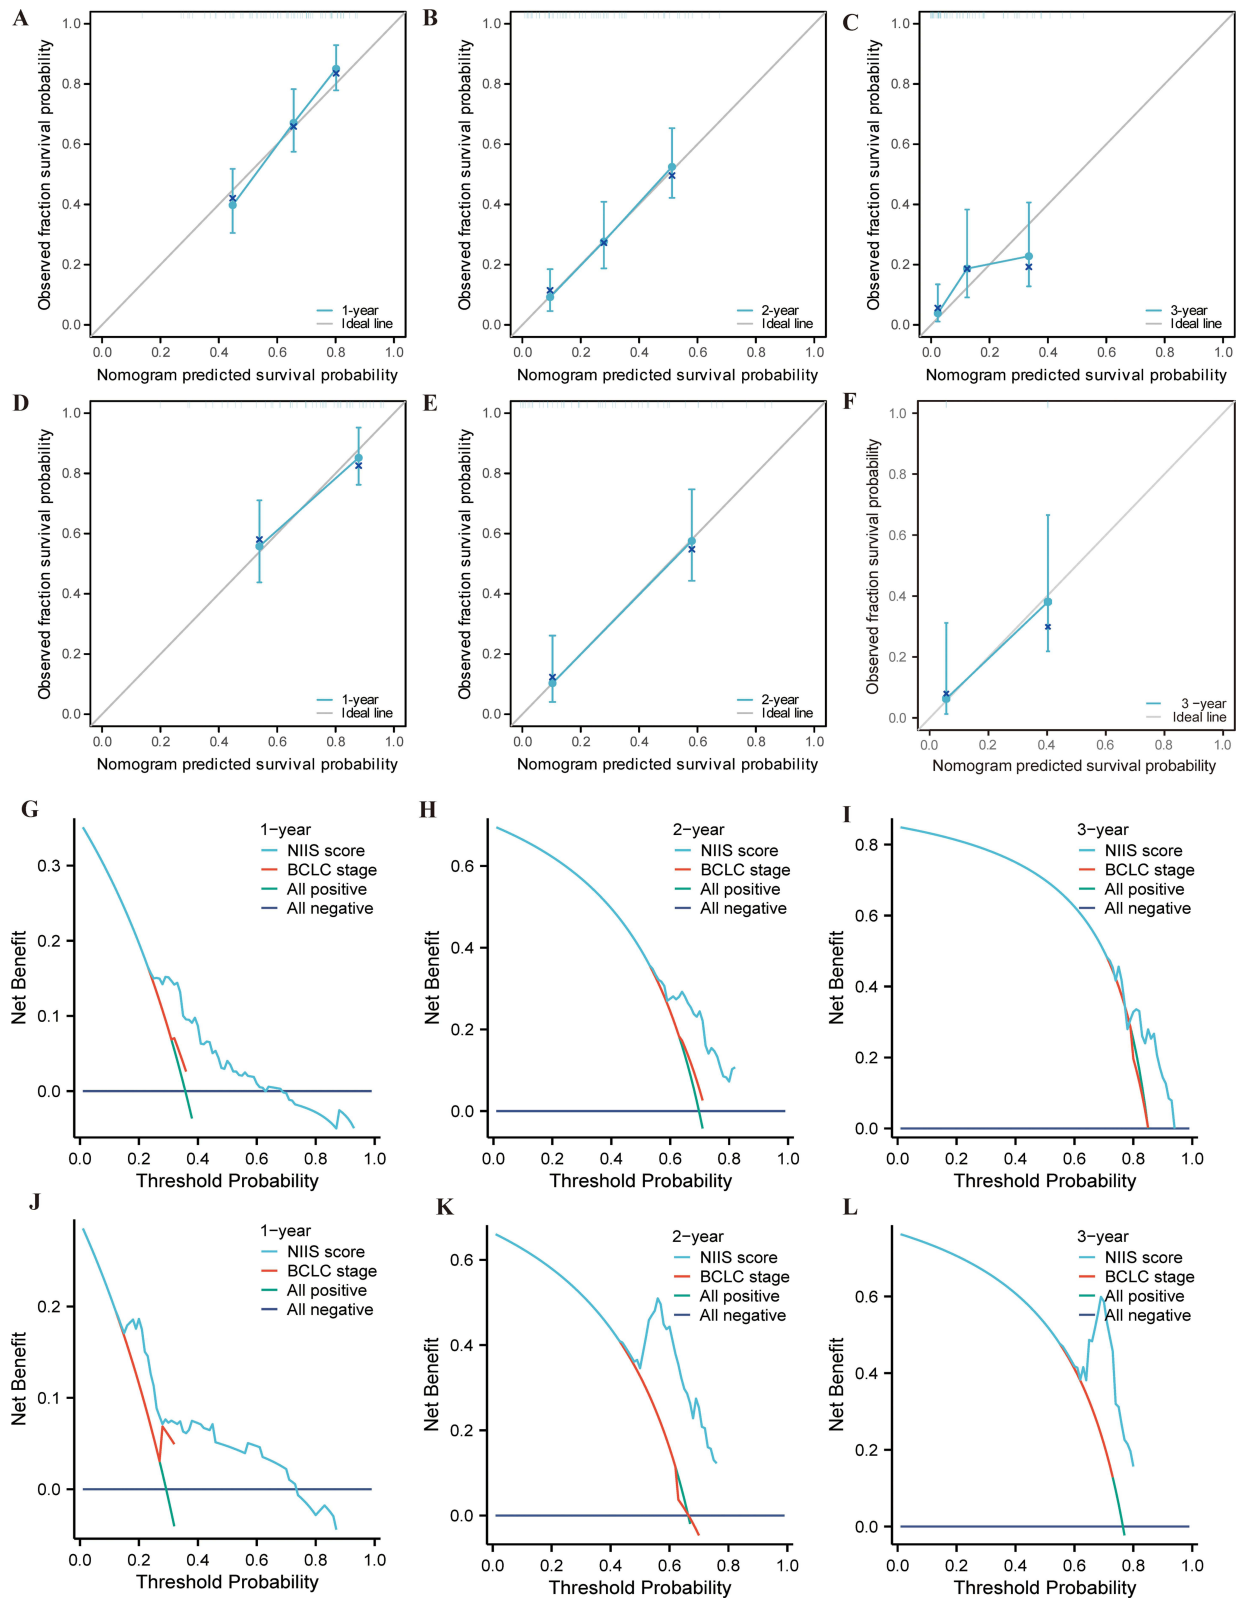 A
Observed fraction survival probability
1.0
0.8
0.6
0.4
0.2
0.0
1-year
Ideal line
0.0 0.2 0.4 0.6 0.8 1.0
Nomogram predicted survival probability
B
Observed fraction survival probability
1.0
0.8
0.6
0.4
0.2
0.0
2-year
Ideal line
0.0 0.2 0.4 0.6 0.8 1.0
Nomogram predicted survival probability
C
Observed fraction survival probability
1.0
0.8
0.6
0.4
0.2
0.0
3-year
Ideal line
0.0 0.2 0.4 0.6 0.8 1.0
Nomogram predicted survival probability
D
Observed fraction survival probability
1.0
0.8
0.6
0.4
0.2
0.0
1-year
Ideal line
0.0 0.2 0.4 0.6 0.8 1.0
Nomogram predicted survival probability
E
Observed fraction survival probability
1.0
0.8
0.6
0.4
0.2
0.0
2-year
Ideal line
0.0 0.2 0.4 0.6 0.8 1.0
Nomogram predicted survival probability
F
Observed fraction survival probability
1.0
0.8
0.6
0.4
0.2
0.0
3 −year
Ideal line
0.0 0.2 0.4 0.6 0.8 1.0
Nomogram predicted survival probability
G
Net Benefit
0.3
0.2
0.1
0.0
1−year
NIIS score
BCLC stage
All positive
All negative
0.0 0.2 0.4 0.6 0.8 1.0
Threshold Probability
H
Net Benefit
0.6
0.4
0.2
0.0
2−year
NIIS score
BCLC stage
All positive
All negative
0.0 0.2 0.4 0.6 0.8 1.0
Threshold Probability
I
Net Benefit
0.8
0.6
0.4
0.2
0.0
3−year
NIIS score
BCLC stage
All positive
All negative
0.0 0.2 0.4 0.6 0.8 1.0
Threshold Probability
J
Net Benefit
0.2
0.1
0.0
1−year
NIIS score
BCLC stage
All positive
All negative
0.0 0.2 0.4 0.6 0.8 1.0
Threshold Probability
K
Net Benefit
0.6
0.4
0.2
0.0
2−year
NIIS score
BCLC stage
All positive
All negative
0.0 0.2 0.4 0.6 0.8 1.0
Threshold Probability
L
Net Benefit
0.6
0.4
0.2
0.0
3−year
NIIS score
BCLC stage
All positive
All negative
0.0 0.2 0.4 0.6 0.8 1.0
Threshold Probability